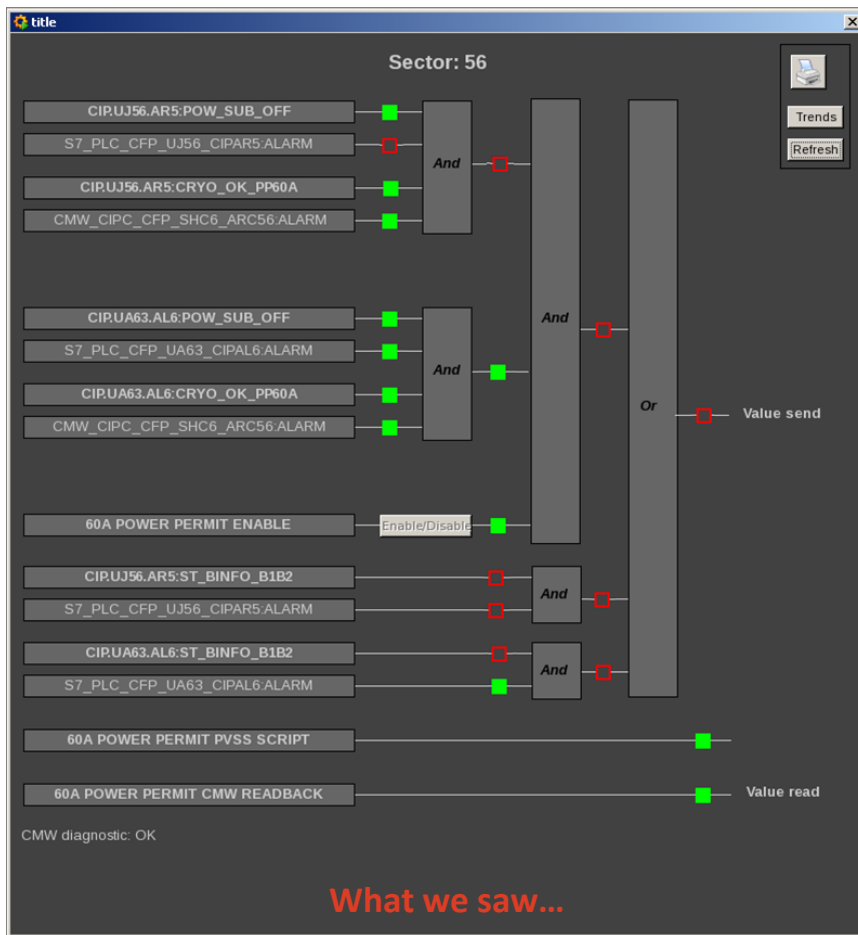 title
Sector: 56
CIP.UJ56.AR5:POW_SUB_OFF
S7_PLC_CFP_UJ56_CIPAR5:ALARM
CIP.UJ56.AR5:CRYO_OK_PP60A
CMW_CIPC_CFP_SHC6_ARC56:ALARM
And
Trends
Refresh
CIP.UA63.AL6:POW_SUB_OFF
S7_PLC_CFP_UA63_CIPAL6:ALARM
CIP.UA63.AL6:CRYO_OK_PP60A
CMW_CIPC_CFP_SHC6_ARC56:ALARM
And
And
Or
Value send
60A POWER PERMIT ENABLE
Enable/Disable
CIP.UJ56.AR5:ST_BINFO_B1B2
S7_PLC_CFP_UJ56_CIPAR5:ALARM
And
CIP.UA63.AL6:ST_BINFO_B1B2
S7_PLC_CFP_UA63_CIPAL6:ALARM
And
60A POWER PERMIT PVSS SCRIPT
60A POWER PERMIT CMW READBACK
Value read
CMW diagnostic: OK
What we saw...